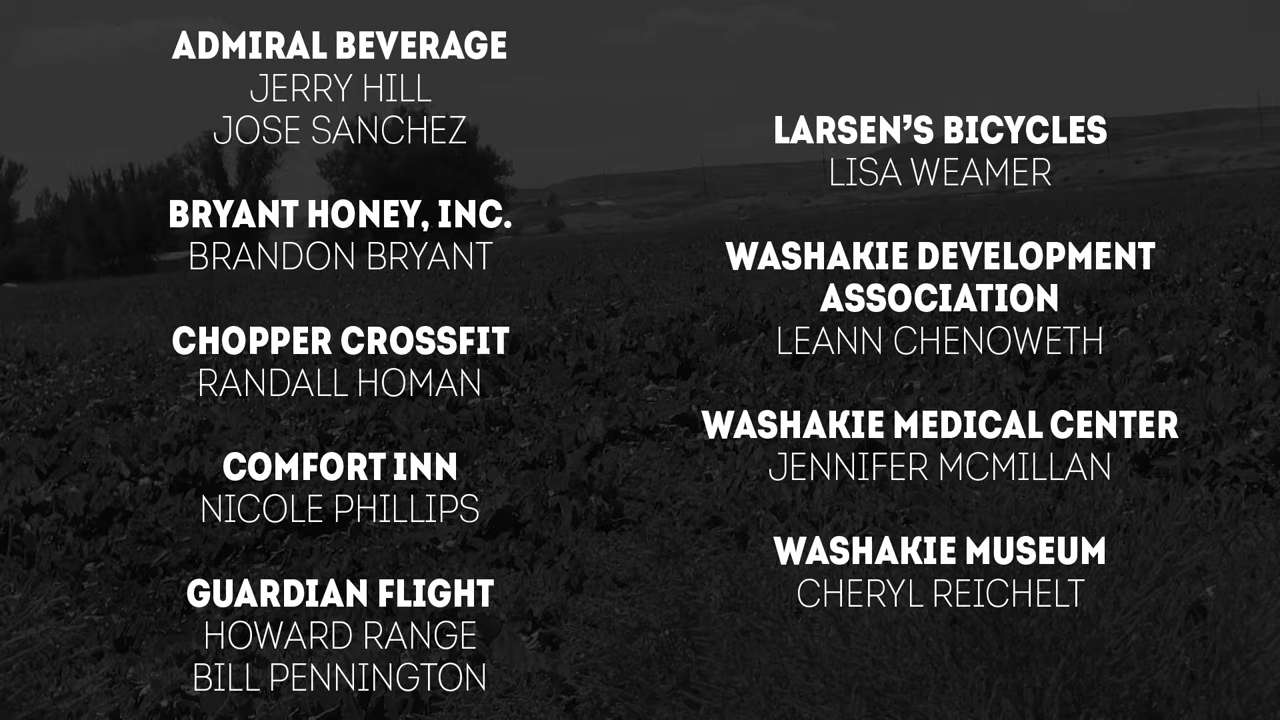 ADMIRAL BEVERAGE
JERRY HILL
JOSE SANCHEZ
BRYANT HONEY, INC.
BRANDON BRYANT
CHOPPER CROSSFIT
RANDALL HOMAN
COMFORT INN
NICOLE PHILLIPS
GUARDIAN FLIGHT
HOWARD RANGE
BILL PENNINGTON
LARSEN’S BICYCLES
LISA WEAMER
WASHAKIE DEVELOPMENT
ASSOCIATION
LEANN CHENOWETH
WASHAKIE MEDICAL CENTER
JENNIFER MCMILLAN
WASHAKIE MUSEUM
CHERYL REICHELT